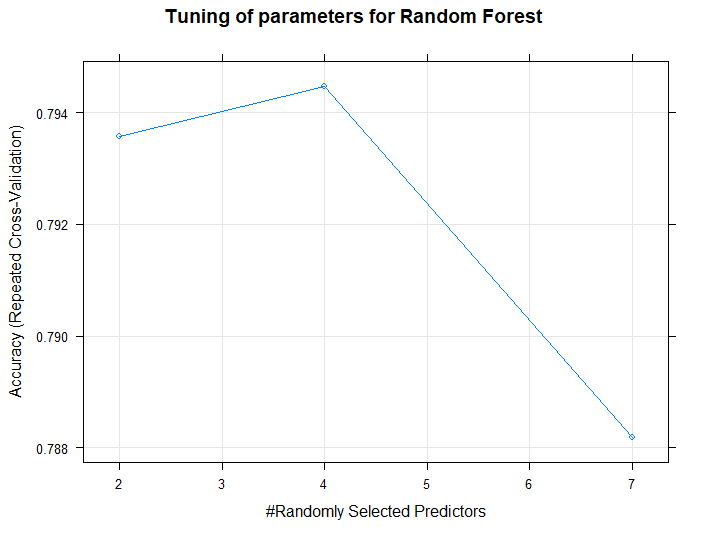 Tuning of parameters for Random Forest
Accuracy (Repeated Cross-Validation)
0.794
0.792
0.790
0.788
2 3 4 5 6 7
#Randomly Selected Predictors